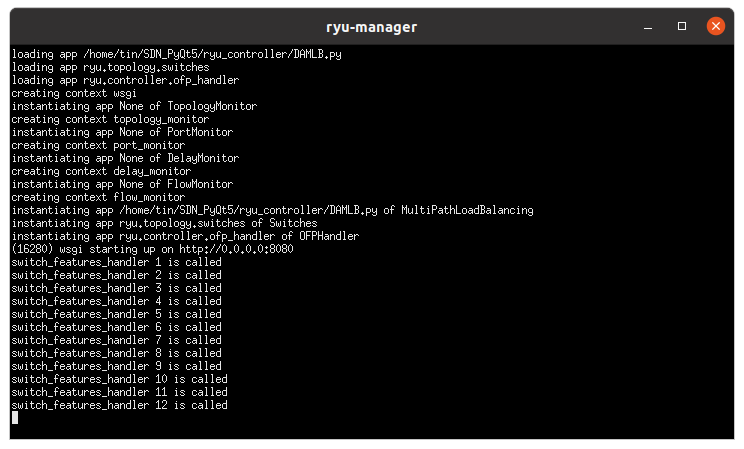 ryu-manager
loading app /home/tin/SDN_PyQt5/ryu_controller/DAMLB.py
loading app ryu.topology.switches
loading app ryu.controller.ofp_handler
creating context wsgi
instantiating app None of TopologyMonitor
creating context topology_monitor
instantiating app None of PortMonitor
creating context port_monitor
instantiating app None of DelayMonitor
creating context delay_monitor
instantiating app None of FlowMonitor
creating context flow_monitor
instantiating app /home/tin/SDN_PyQt5/ryu_controller/DAMLB.py of MultiPathLoadBalancing
instantiating app ryu.topology.switches of Switches
instantiating app ryu.controller.ofp_handler of OFPHandler
(16280) wsgi starting up on http://0.0.0.0:8080
switch_features_handler 1 is called
switch_features_handler 2 is called
switch_features_handler 3 is called
switch_features_handler 4 is called
switch_features_handler 5 is called
switch_features_handler 6 is called
switch_features_handler 7 is called
switch_features_handler 8 is called
switch_features_handler 9 is called
switch_features_handler 10 is called
switch_features_handler 11 is called
switch_features_handler 12 is called